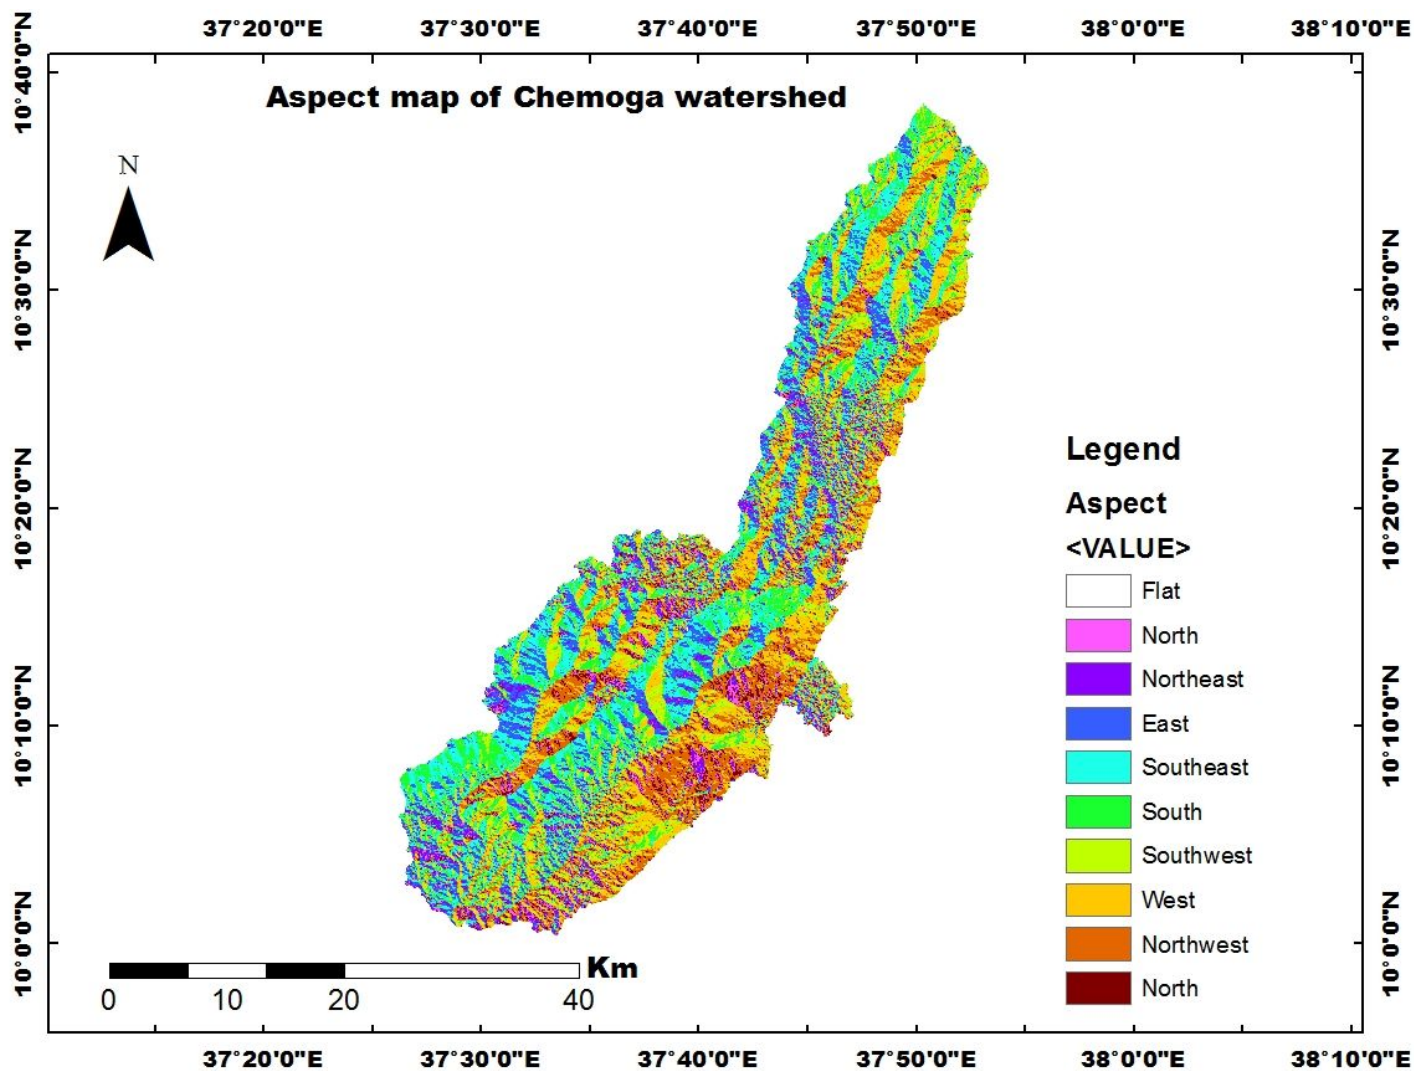 37°20'0"E 37°30'0"E 37°40'0"E 37°50'0"E 38°0'0"E 38°10'0"E
10°40'0"N
Aspect map of Chemoga watershed
N
10°30'0"N 10°30'0"N
Legend
Aspect
10°20'0"N 10°20'0"N
<VALUE>
Flat
North
Northeast
10°10'0"N 10°10'0"N
East
Southeast
South
Southwest
West
10°0'0"N 10°0'0"N
Northwest
Km
North
0 10 20 40
37°20'0"E 37°30'0"E 37°40'0"E 37°50'0"E 38°0'0"E 38°10'0"E